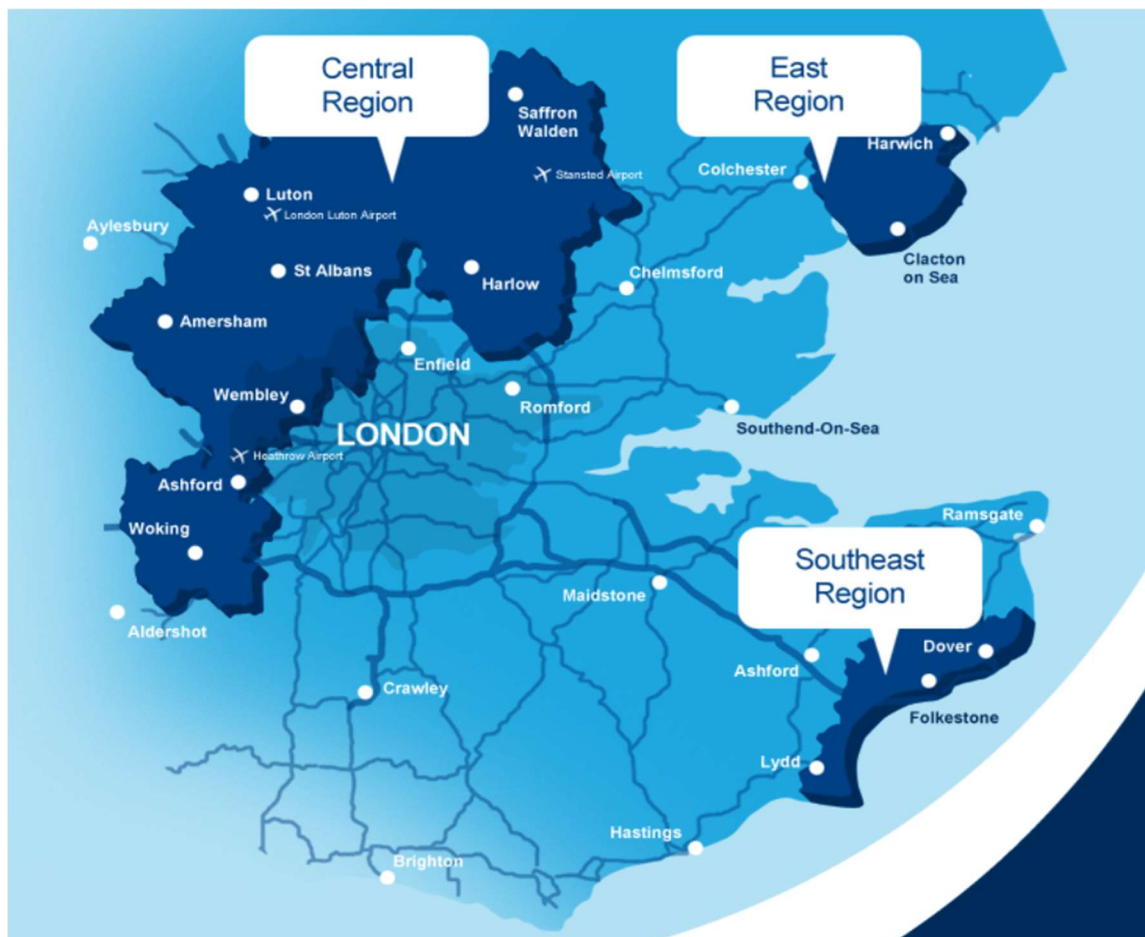 Central
Region
East
Region
Saffron
Walden
Harwich
Stansted Airport
Colchester
Luton
London Luton Airport
Aylesbury
Clacton
on Sea
St Albans
Harlow
Chelmsford
Amersham
Enfield
Wembley
Romford
Southend-On-Sea
LONDON
Heathrow Airport
Ashford
Woking
Ramsgate
Southeast
Region
Maidstone
Aldershot
Dover
Ashford
Crawley
Folkestone
Lydd
Hastings
Brighton